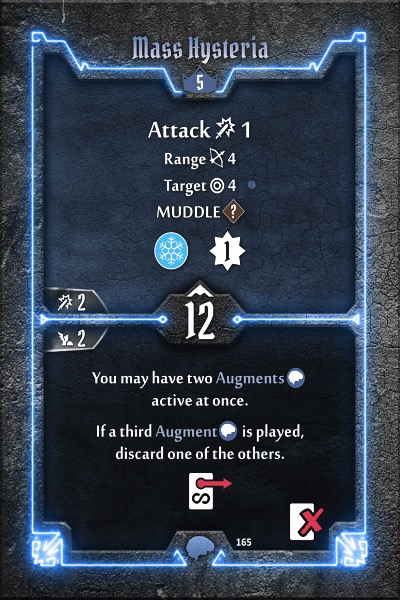 Mass Hysteria
5
Attack 1
Range 4
Target 4
MUDDLE ?
1
2
12
2
You may have two Augments
active at once.
If a third Augment is played,
discard one of the others.
165